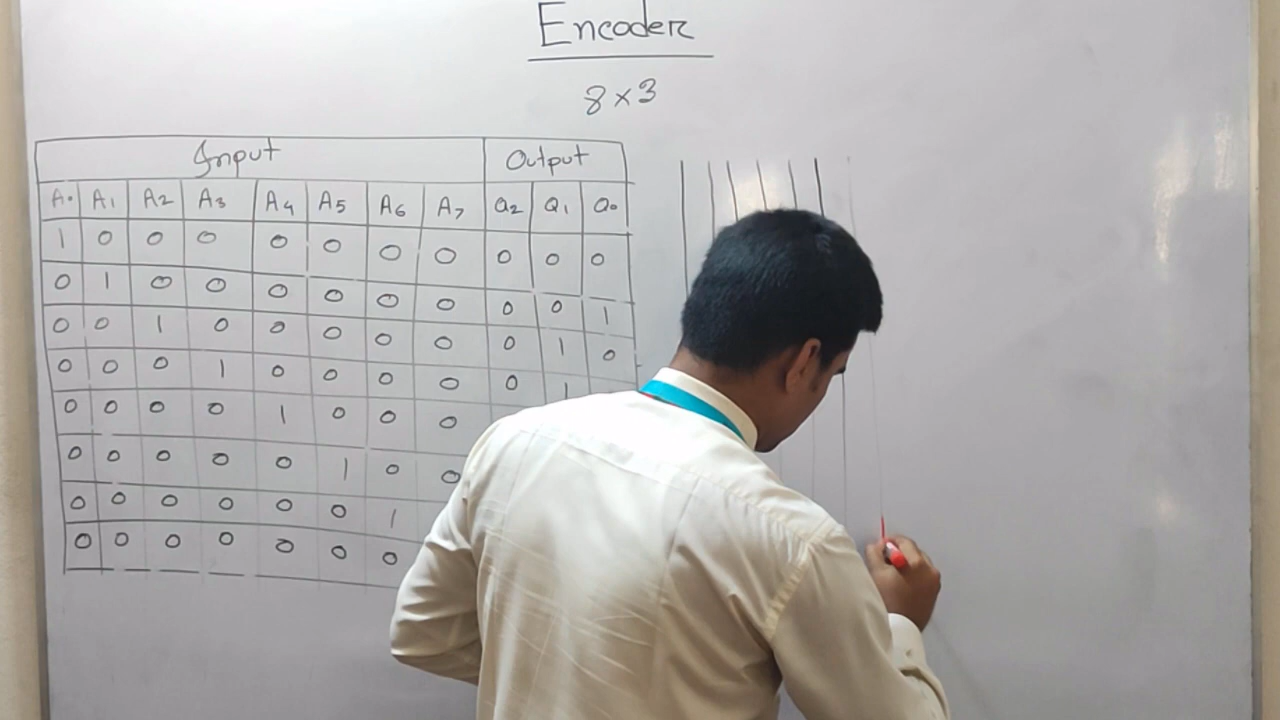 Encoder
8 x 3
Input Output
A0 A1 A2 A3 A4 A5 A6 A7 Q2 Q1 Q0
1 0 0 0 0 0 0 0 0 0 0
0 1 0 0 0 0 0 0 0 0 1
0 0 1 0 0 0 0 0 0 1 0
0 0 0 1 0 0 0 0 0 1
0 0 0 0 1 0 0 0
0 0 0 0 0 1 0 0
0 0 0 0 0 0 1
0 0 0 0 0 0 0